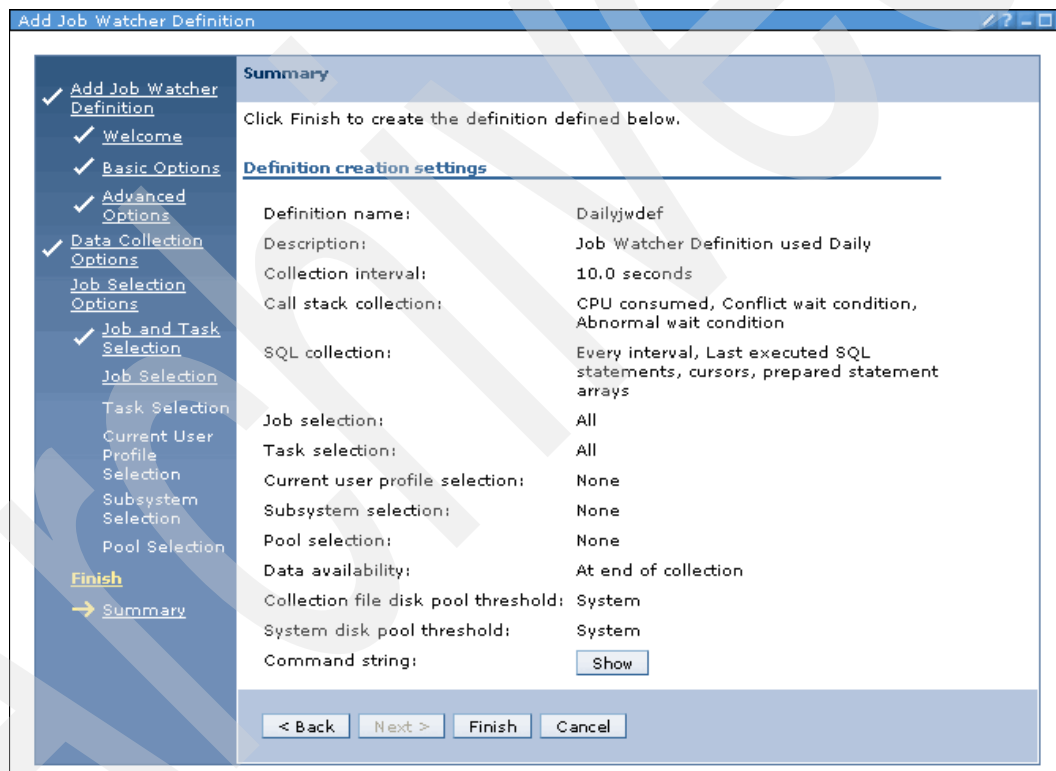 Add Job Watcher Definition
Add Job Watcher
Definition
Welcome
Basic Options
Advanced
Options
Data Collection
Options
Job Selection
Options
Job and Task
Selection
Job Selection
Task Selection
Current User
Profile
Selection
Subsystem
Selection
Pool Selection
Finish
Summary
Summary
Click Finish to create the definition defined below.
Definition creation settings
Definition name: Dailyjwdef
Description: Job Watcher Definition used Daily
Collection interval: 10.0 seconds
Call stack collection: CPU consumed, Conflict wait condition,
Abnormal wait condition
SQL collection: Every interval, Last executed SQL
statements, cursors, prepared statement
arrays
Job selection: All
Task selection: All
Current user profile selection: None
Subsystem selection: None
Pool selection: None
Data availability: At end of collection
Collection file disk pool threshold: System
System disk pool threshold: System
Command string: Show
< Back Next > Finish Cancel